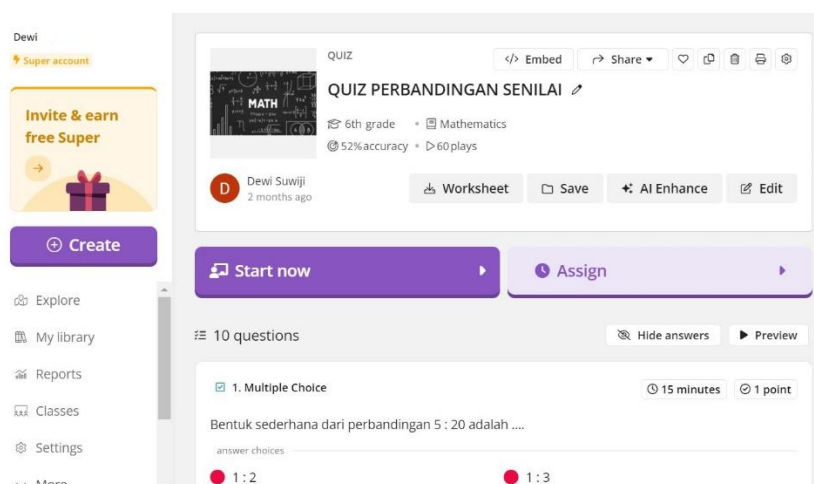 Dewi
Super account
Invite & earn
free Super
Create
Explore
My library
Reports
Classes
Settings
More
MATH
QUIZ
</> Embed
Share
QUIZ PERBANDINGAN SENILAI
6th grade • Mathematics
52% accuracy • 60 plays
D
Dewi Suwiji
2 months ago
Worksheet
Save
AI Enhance
Edit
Start now
Assign
10 questions
Hide answers
Preview
1. Multiple Choice
15 minutes
1 point
Bentuk sederhana dari perbandingan 5 : 20 adalah ....
answer choices
1 : 2
1 : 3